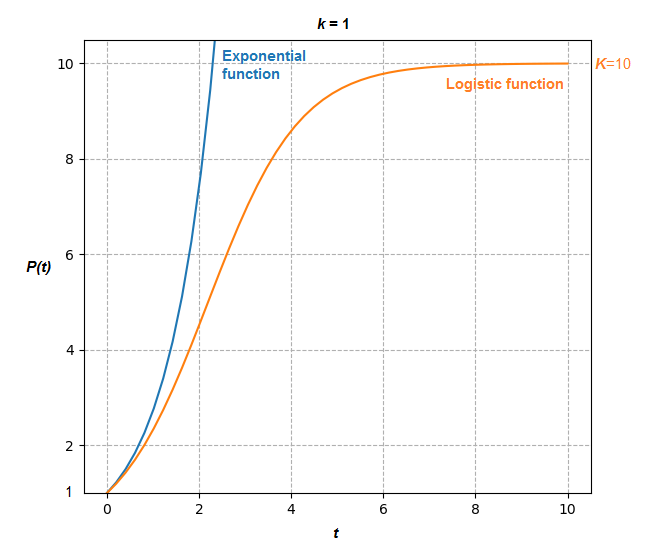 k = 1
Exponential
function
K=10
Logistic function
10
8
6
P(t)
4
2
1
0 2 4 6 8 10
t